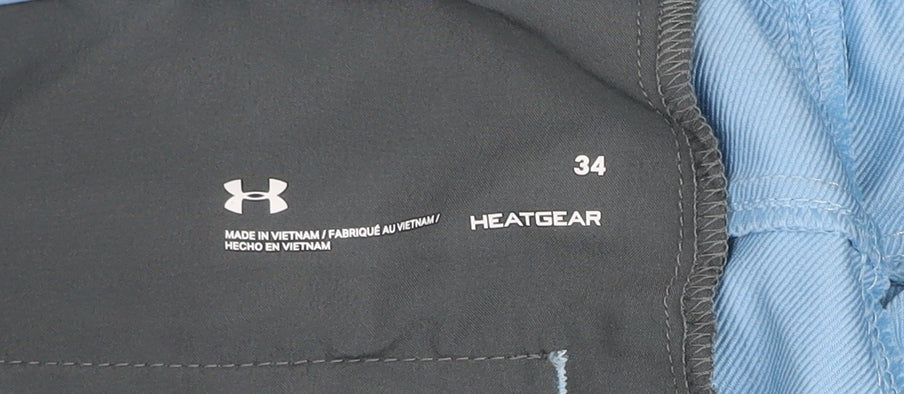 34
HEATGEAR
MADE IN VIETNAM / FABRIQUÉ AU VIETNAM /
HECHO EN VIETNAM